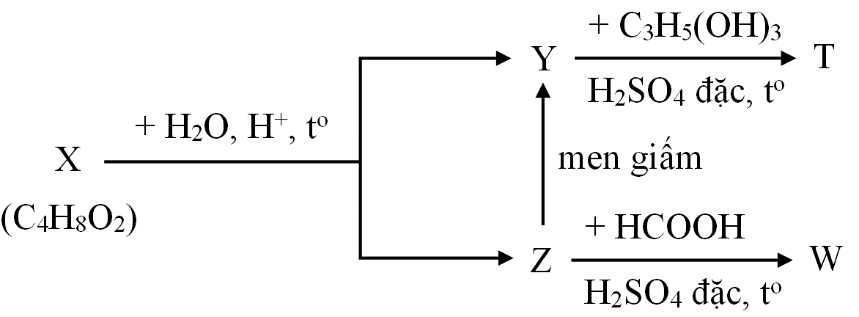 + C₃H₅(OH)₃
Y
T
H₂SO₄ đặc, tᵒ
+ H₂O, H⁺, tᵒ
X
men giấm
(C₄H₈O₂)
+ HCOOH
Z
W
H₂SO₄ đặc, tᵒ